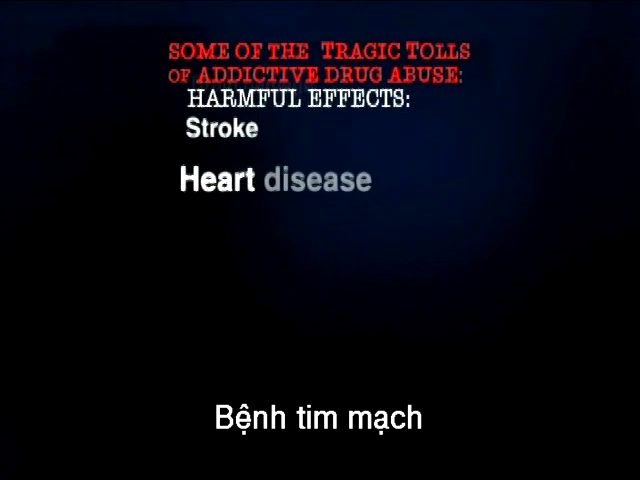 SOME OF THE TRAGIC TOLLS
OF ADDICTIVE DRUG ABUSE:
HARMFUL EFFECTS:
Stroke
Heart disease
Bệnh tim mạch